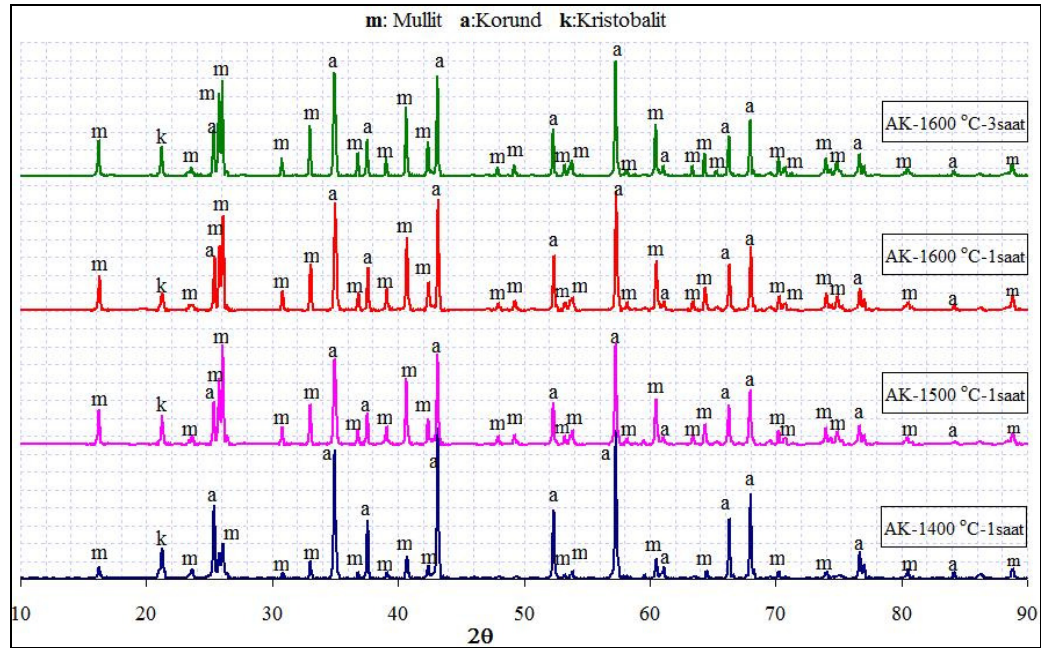 m: Mullit a:Korund k:Kristobalit
m k m m a m m m a m a m m m a m m a m m a m m a m m m a a m m m m a m a m
AK-1600 °C-3saat
m k m a m m m m a m a m m m a m m a m m a m m a m m a a m m m m a m a m
AK-1600 °C-1saat
m k m a m m m m a m a m m m a m m a m m a m m a m m a a m m m m a m a m
AK-1500 °C-1saat
m k m a m m m a m a m m m a a m m a m a m a a m m a m a m
AK-1400 °C-1saat
10 20 30 40 50 60 70 80 90
2θ